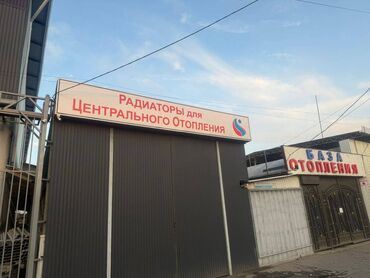 Радиаторы для
Центрального Отопления
БАЗА
ОТОПЛЕНИЯ